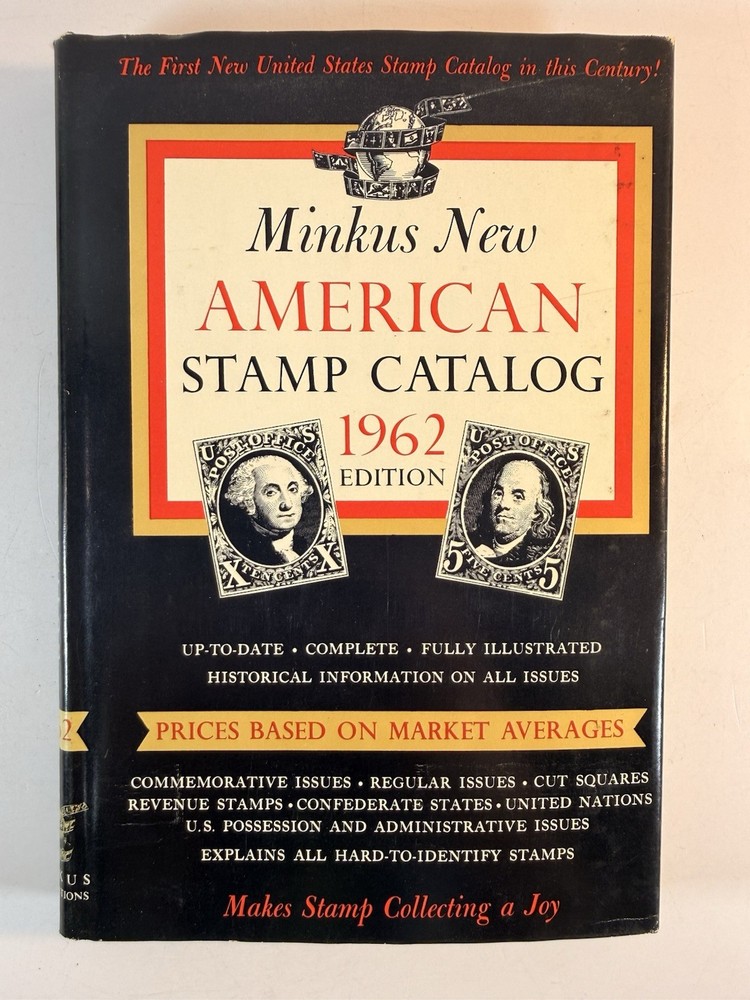 The First New United States Stamp Catalog in this Century!
Minkus New
AMERICAN
STAMP CATALOG
1962
EDITION
U S
POST OFFICE
X TEN CENTS X
U S
POST OFFICE
5 FIVE CENTS 5
UP-TO-DATE • COMPLETE • FULLY ILLUSTRATED
HISTORICAL INFORMATION ON ALL ISSUES
2
PRICES BASED ON MARKET AVERAGES
COMMEMORATIVE ISSUES • REGULAR ISSUES • CUT SQUARES
REVENUE STAMPS • CONFEDERATE STATES • UNITED NATIONS
U.S. POSSESSION AND ADMINISTRATIVE ISSUES
EXPLAINS ALL HARD-TO-IDENTIFY STAMPS
KUS
IONS
Makes Stamp Collecting a Joy